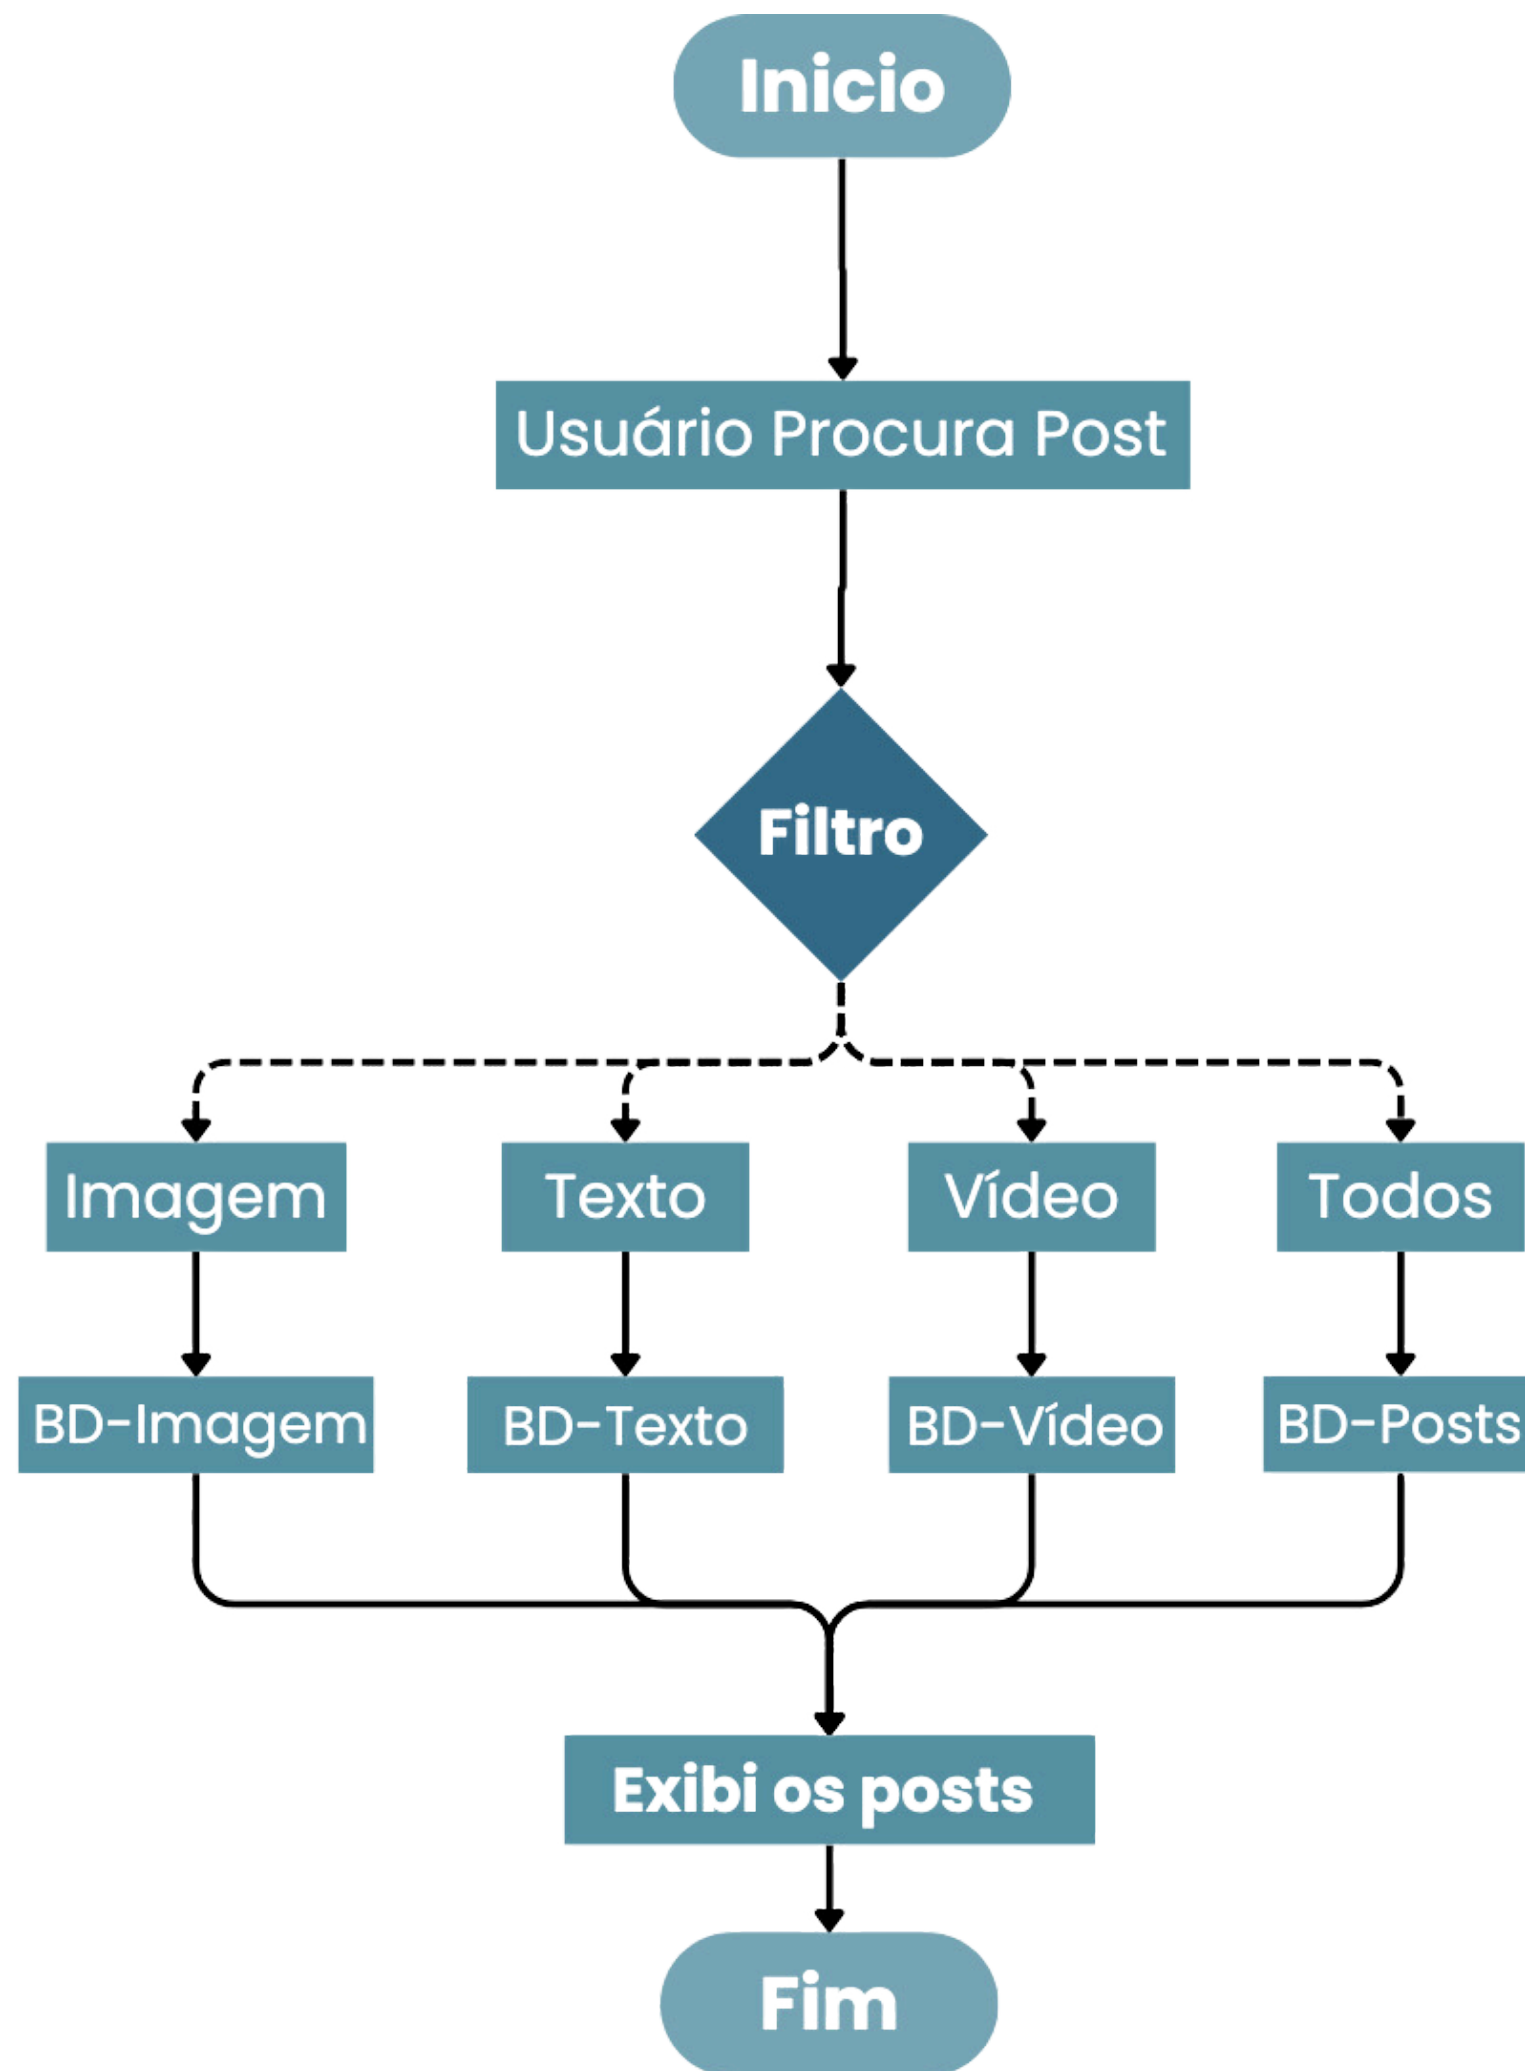 Inicio
Usuário Procura Post
Filtro
Imagem
Texto
Vídeo
Todos
BD-Imagem
BD-Texto
BD-Vídeo
BD-Posts
Exibi os posts
Fim